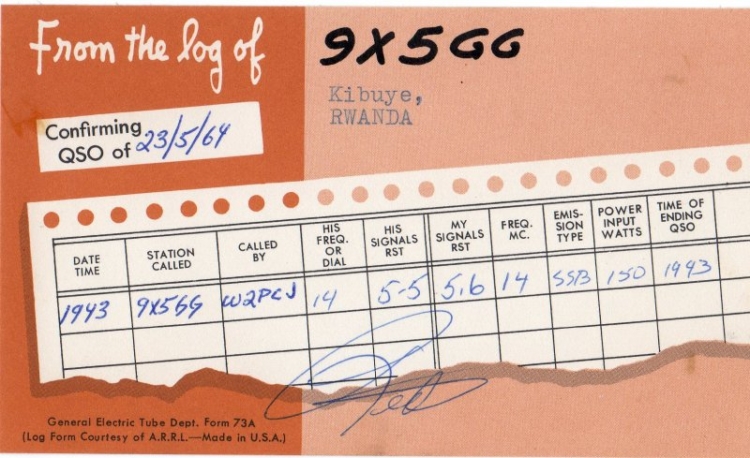 From the log of
9X5GG
Kibuye,
RWANDA
Confirming
QSO of 23/5/64
DATE
TIME
STATION
CALLED
CALLED
BY
HIS
FREQ.
OR
DIAL
HIS
SIGNALS
RST
MY
SIGNALS
RST
FREQ.
MC.
EMIS-
SION
TYPE
POWER
INPUT
WATTS
TIME OF
ENDING
QSO
1943 9X5GG W2PCJ 14 5-5 5.6 14 SSB 150 1943
General Electric Tube Dept. Form 73A
(Log Form Courtesy of A.R.R.L.—Made in U.S.A.)